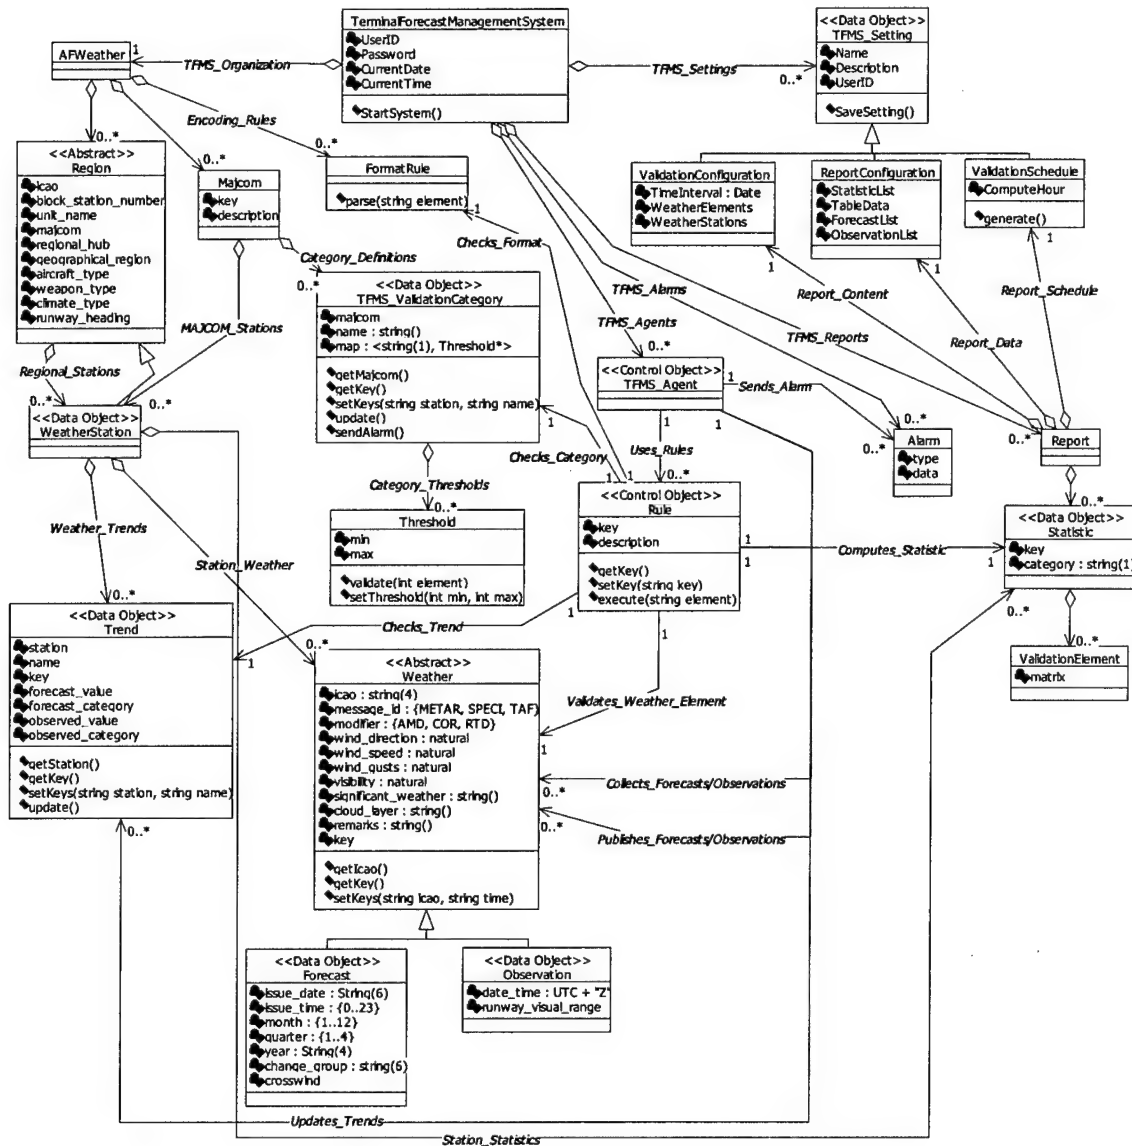 TerminalForecastManagementSystem
UserID
Password
CurrentDate
CurrentTime
StartSystem()
<<Data Object>>
TFMS_Setting
Name
Description
UserID
SaveSetting()
AFWeather
1
TFMS_Organization
TFMS_Settings
0..*
Encoding_Rules
0..*
0..*
0..*
<<Abstract>>
Region
icao
block_station_number
unit_name
majcom
regional_hub
geographical_region
aircraft_type
weapon_type
climate_type
runway_heading
Majcom
key
description
FormatRule
parse(string element)
1
ValidationConfiguration
TimeInterval : Date
WeatherElements
WeatherStations
1
ReportConfiguration
StatisticList
TableData
ForecastList
ObservationList
1
ValidationSchedule
ComputeHour
generate()
1
Checks_Format
Category_Definitions
0..*
<<Data Object>>
TFMS_ValidationCategory
majcom
name : string()
map : <string(1), Threshold*>
getMajcom()
getKey()
setKeys(string station, string name)
update()
sendAlarm()
1
TFMS_Alarms
TFMS_Agents
0..*
Report_Content
TFMS_Reports
Report_Data
Report_Schedule
MAJCOM_Stations
Regional_Stations
0..*
0..*
<<Data Object>>
WeatherStation
<<Control Object>>
TFMS_Agent
1
Sends_Alarm
1
1
0..*
0..*
Alarm
type
data
0..*
Report
Uses_Rules
0..*
Checks_Category
1
1
Category_Thresholds
0..*
Threshold
min
max
validate(int element)
setThreshold(int min, int max)
<<Control Object>>
Rule
key
description
getKey()
setKey(string key)
execute(string element)
1
1
1
1
Computes_Statistic
1
0..*
<<Data Object>>
Statistic
key
category : string(1)
0..*
0..*
ValidationElement
matrix
Weather_Trends
Station_Weather
0..*
<<Data Object>>
Trend
station
name
key
forecast_value
forecast_category
observed_value
observed_category
getStation()
getKey()
setKeys(string station, string name)
update()
0..*
1
Checks_Trend
0..*
<<Abstract>>
Weather
icao : string(4)
message_id : {METAR, SPECI, TAF}
modifier : {AMD, COR, RTD}
wind_direction : natural
wind_speed : natural
wind_gusts : natural
visibility : natural
significant_weather : string()
cloud_layer : string()
remarks : string()
key
getIcao()
getKey()
setKeys(string icao, string time)
Validates_Weather_Element
1
Collects_Forecasts/Observations
0..*
0..*
Publishes_Forecasts/Observations
<<Data Object>>
Forecast
issue_date : String(6)
issue_time : {0..23}
month : {1..12}
quarter : {1..4}
year : String(4)
change_group : string(6)
crosswind
<<Data Object>>
Observation
date_time : UTC + "Z"
runway_visual_range
Updates_Trends
Station_Statistics